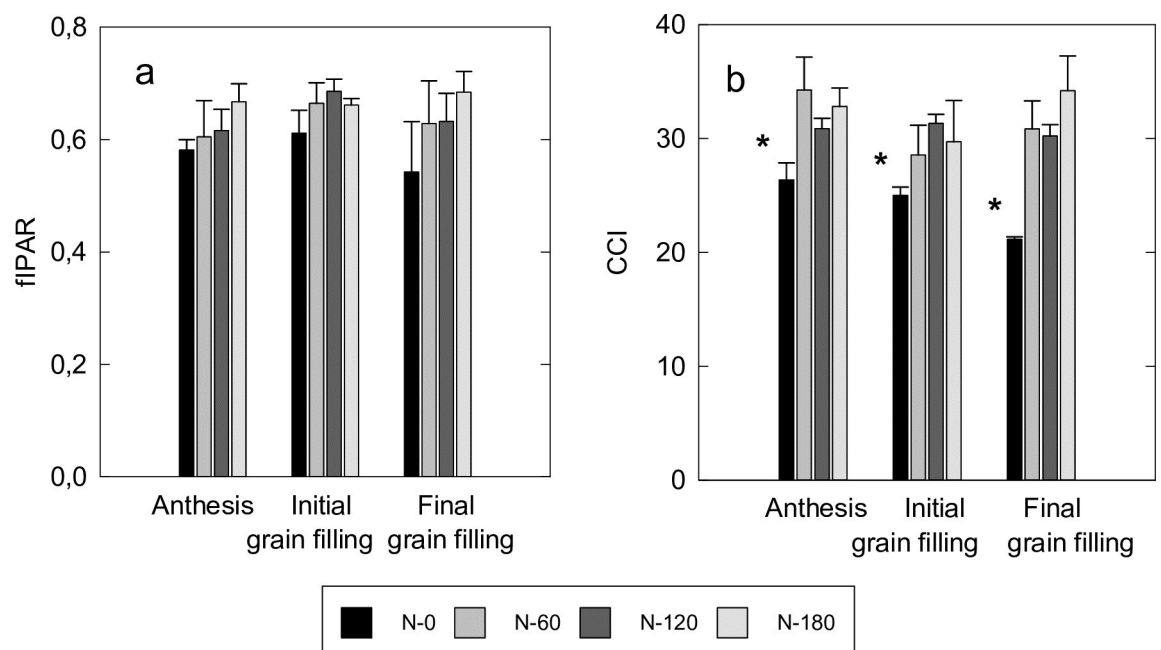 a
0,8
0,6
0,4
0,2
0,0
fIPAR
Anthesis
Initial
grain filling
Final
grain filling
b
40
30
20
10
0
CCI
*
*
*
Anthesis
Initial
grain filling
Final
grain filling
N-0 N-60 N-120 N-180